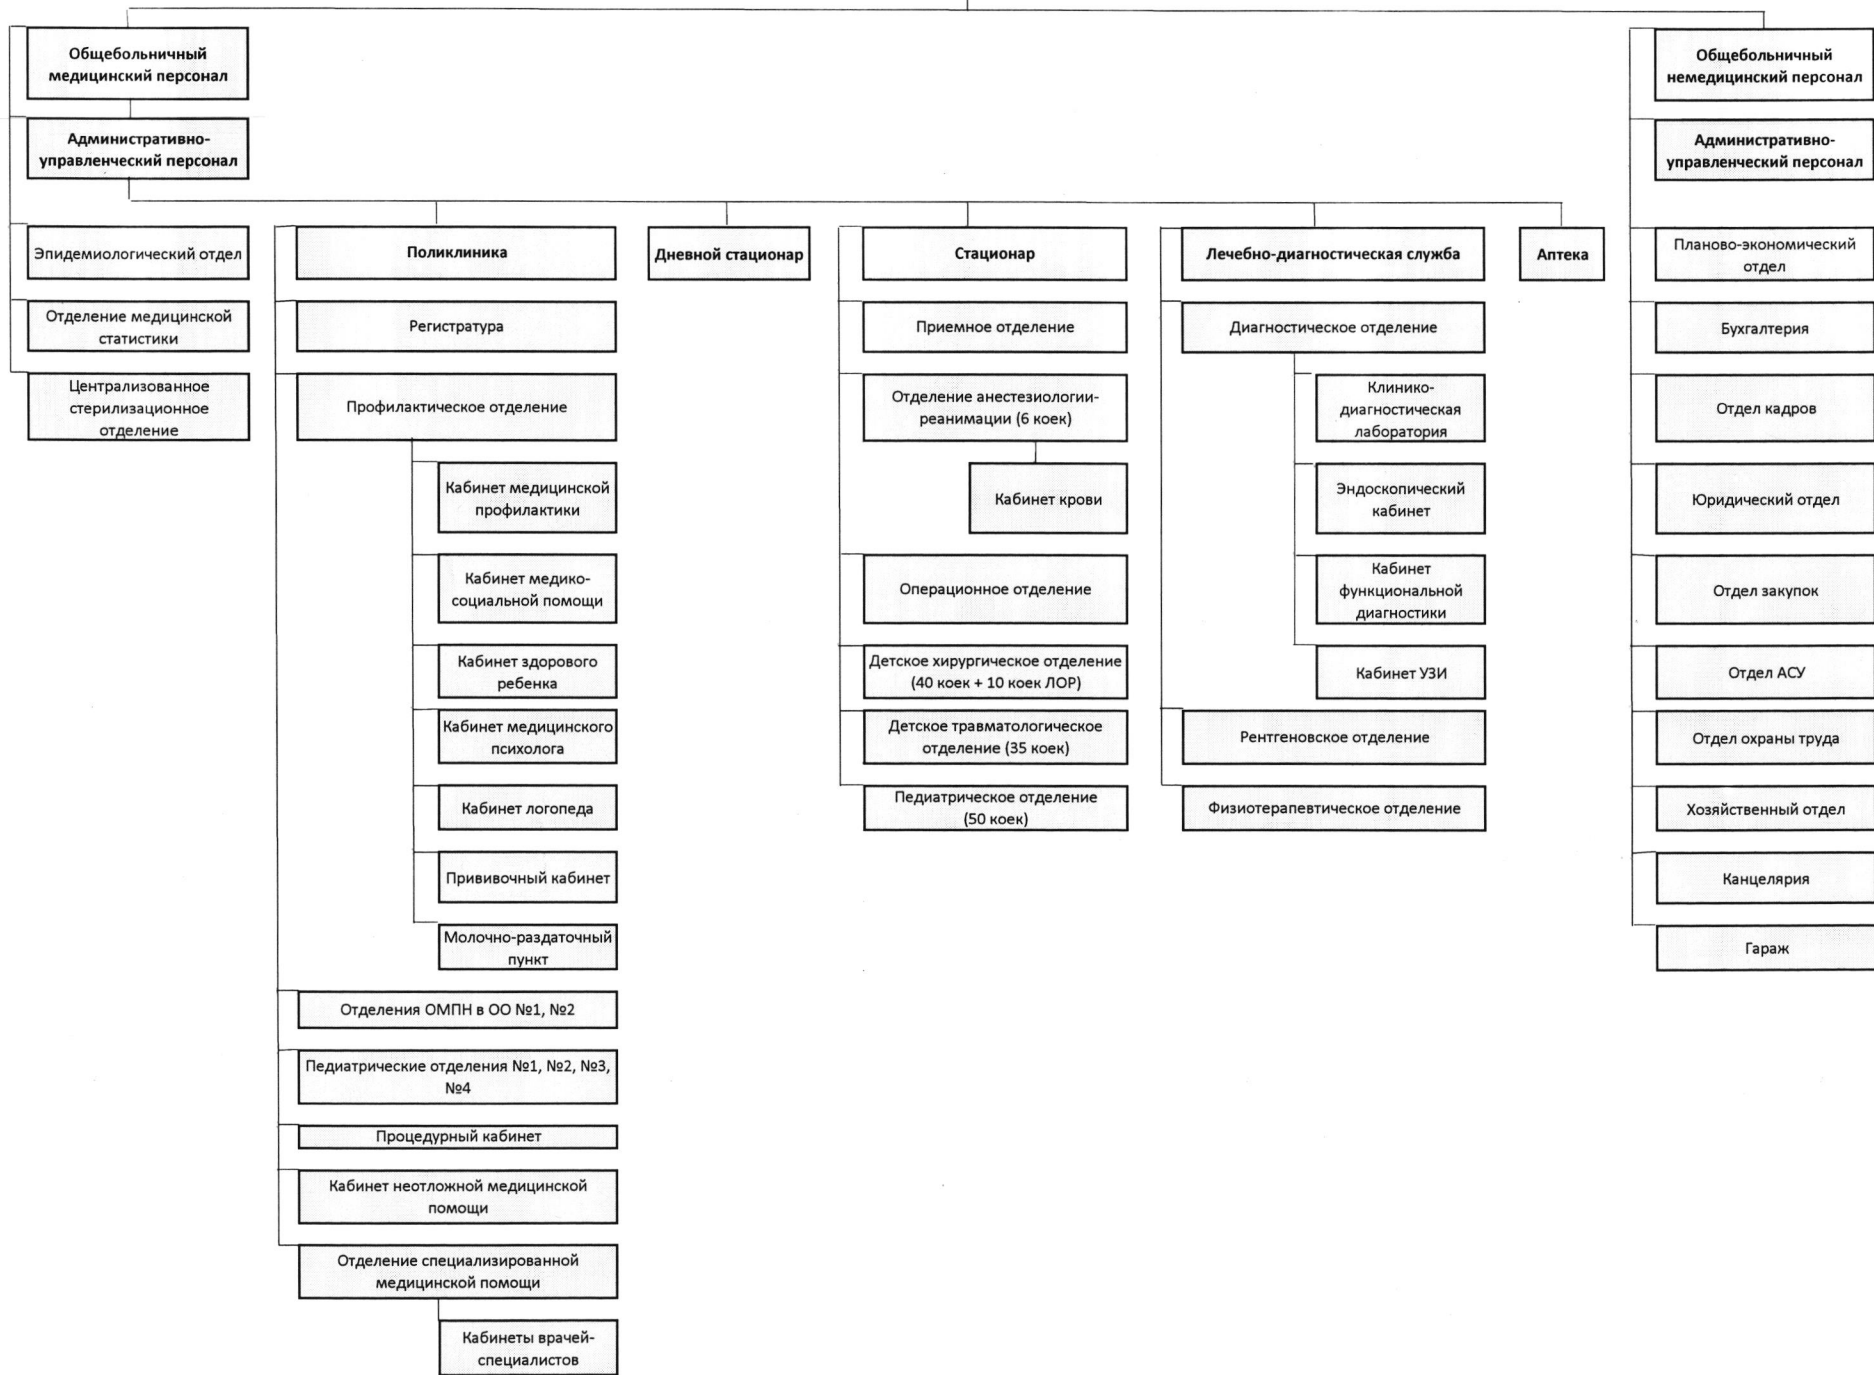 Общебольничный
медицинский персонал
Административно-
управленческий персонал
Эпидемиологический отдел
Отделение медицинской
статистики
Централизованное
стерилизационное
отделение
Поликлиника
Регистратура
Профилактическое отделение
Кабинет медицинской
профилактики
Кабинет медико-
социальной помощи
Кабинет здорового
ребенка
Кабинет медицинского
психолога
Кабинет логопеда
Прививочный кабинет
Молочно-раздаточный
пункт
Отделения ОМПН в ОО №1, №2
Педиатрические отделения №1, №2, №3,
№4
Процедурный кабинет
Кабинет неотложной медицинской
помощи
Отделение специализированной
медицинской помощи
Кабинеты врачей-
специалистов
Дневной стационар
Стационар
Приемное отделение
Отделение анестезиологии-
реанимации (6 коек)
Кабинет крови
Операционное отделение
Детское хирургическое отделение
(40 коек + 10 коек ЛОР)
Детское травматологическое
отделение (35 коек)
Педиатрическое отделение
(50 коек)
Лечебно-диагностическая служба
Диагностическое отделение
Клинико-
диагностическая
лаборатория
Эндоскопический
кабинет
Кабинет
функциональной
диагностики
Кабинет УЗИ
Рентгеновское отделение
Физиотерапевтическое отделение
Аптека
Общебольничный
немедицинский персонал
Административно-
управленческий персонал
Планово-экономический
отдел
Бухгалтерия
Отдел кадров
Юридический отдел
Отдел закупок
Отдел АСУ
Отдел охраны труда
Хозяйственный отдел
Канцелярия
Гараж